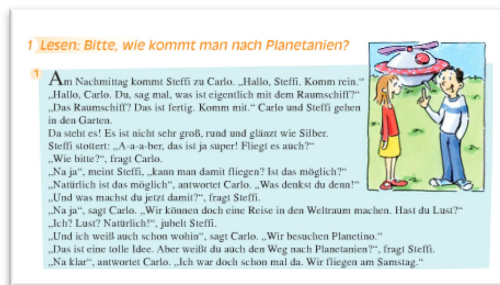 1 Lesen: Bitte, wie kommt man nach Planetanien?
1
Am Nachmittag kommt Steffi zu Carlo. „Hallo, Steffi. Komm rein.“
„Hallo, Carlo. Du, sag mal, was ist eigentlich mit dem Raumschiff?“
„Das Raumschiff? Das ist fertig. Komm mit.“ Carlo und Steffi gehen
in den Garten.
Da steht es! Es ist nicht sehr groß, rund und glänzt wie Silber.
Steffi stottert: „A-a-a-ber, das ist ja super! Fliegt es auch?“
„Wie bitte?“, fragt Carlo.
„Na ja“, meint Steffi, „kann man damit fliegen? Ist das möglich?“
„Natürlich ist das möglich“, antwortet Carlo. „Was denkst du denn!“
„Und was machst du jetzt damit?“, fragt Steffi.
„Na ja“, sagt Carlo. „Wir können doch eine Reise in den Weltraum machen. Hast du Lust?“
„Ich? Lust? Natürlich!“, jubelt Steffi.
„Und ich weiß auch schon wohin“, sagt Carlo. „Wir besuchen Planetino.“
„Das ist eine tolle Idee. Aber weißt du auch den Weg nach Planetanien?“, fragt Steffi.
„Na klar“, antwortet Carlo. „Ich war doch schon mal da. Wir fliegen am Samstag.“